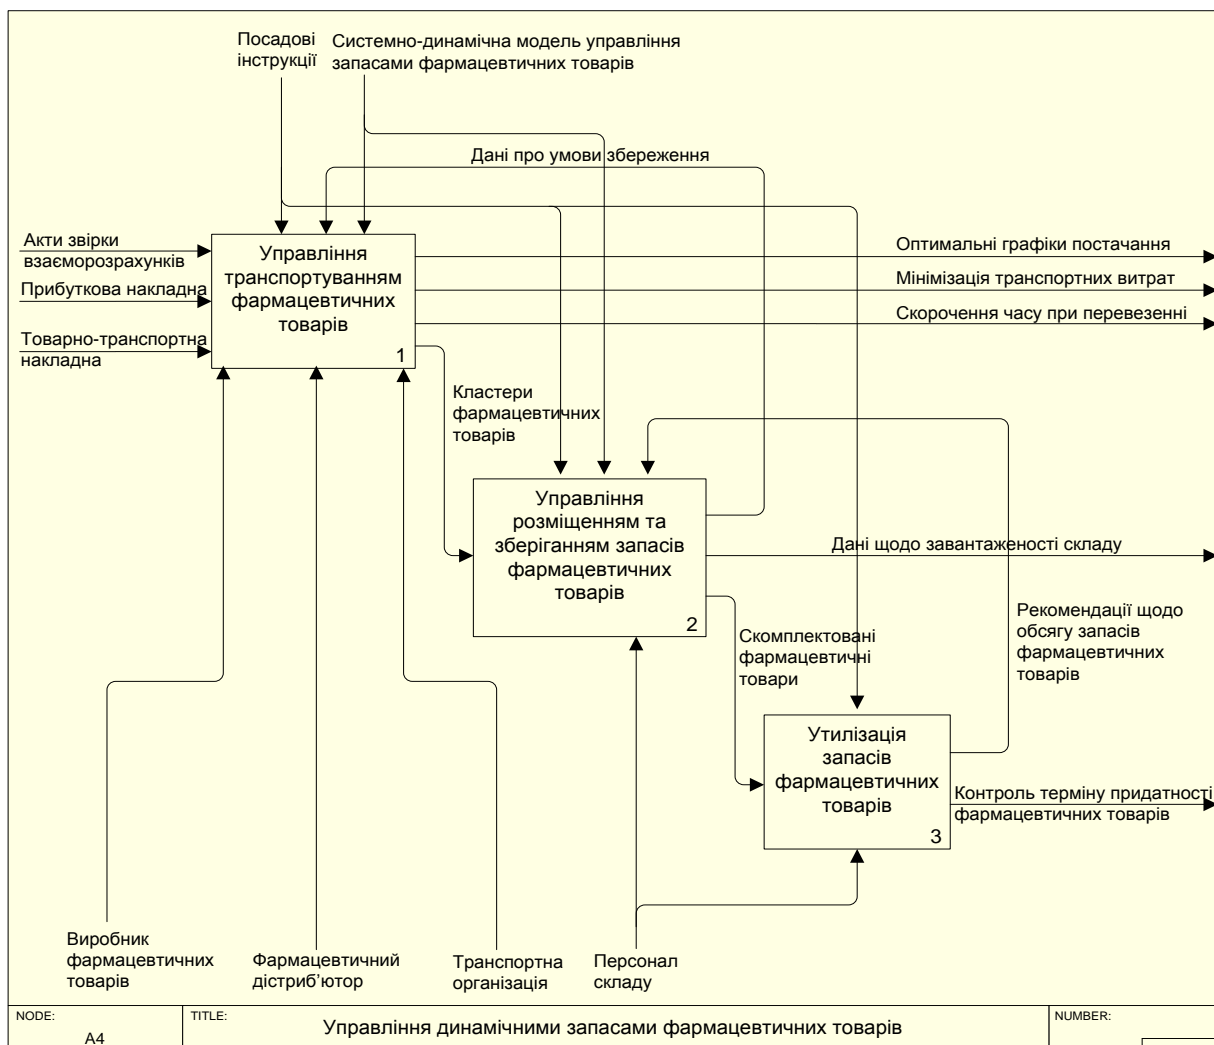 Посадові
інструкції
Системно-динамічна модель управління
запасами фармацевтичних товарів
Дані про умови збереження
Акти звірки
взаєморозрахунків
Прибуткова накладна
Товарно-транспортна
накладна
Управління
транспортуванням
фармацевтичних
товарів
1
Оптимальні графіки постачання
Мінімізація транспортних витрат
Скорочення часу при перевезенні
Кластери
фармацевтичних
товарів
Управління
розміщенням та
зберіганням запасів
фармацевтичних
товарів
2
Дані щодо завантаженості складу
Скомплектовані
фармацевтичні
товари
Рекомендації щодо
обсягу запасів
фармацевтичних
товарів
Утилізація
запасів
фармацевтичних
товарів
3
Контроль терміну придатності
фармацевтичних товарів
Виробник
фармацевтичних
товарів
Фармацевтичний
дістриб’ютор
Транспортна
організація
Персонал
складу
NODE:
A4
TITLE:
Управління динамічними запасами фармацевтичних товарів
NUMBER: